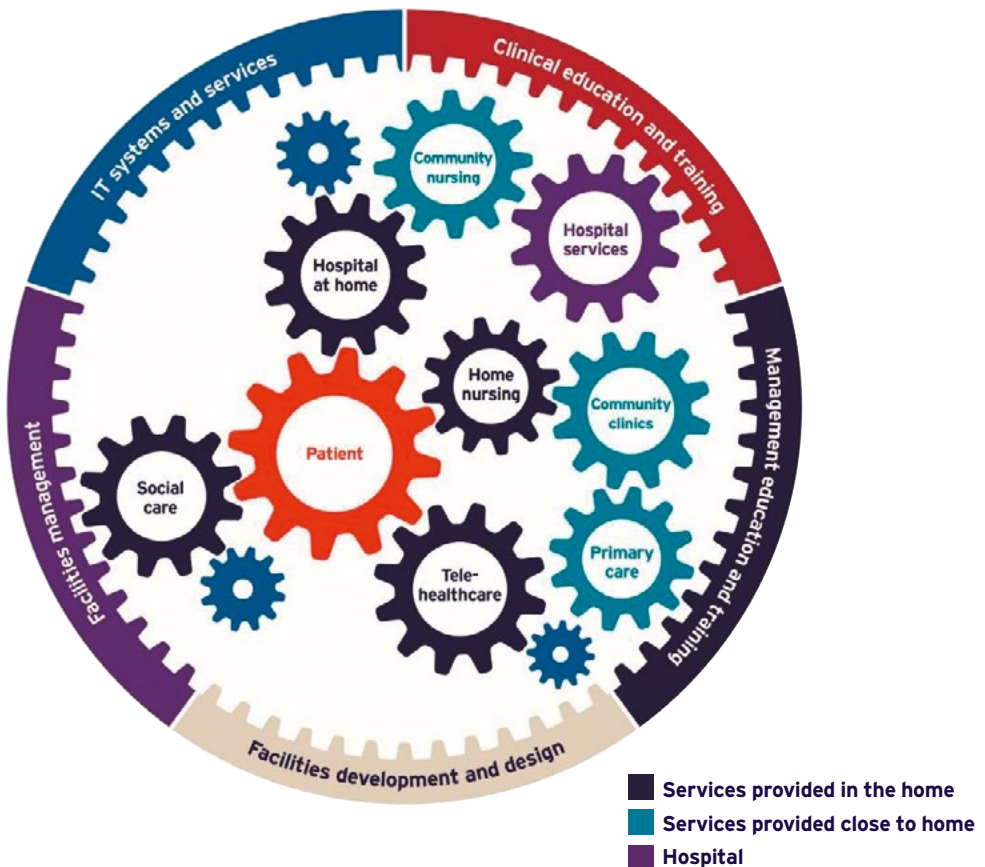 IT systems and services
Clinical education and training
Community
nursing
Hospital
services
Hospital
at home
Home
nursing
Community
clinics
Management education and training
Patient
Social
care
Facilities management
Tele-
healthcare
Primary
care
Facilities development and design
Services provided in the home
Services provided close to home
Hospital